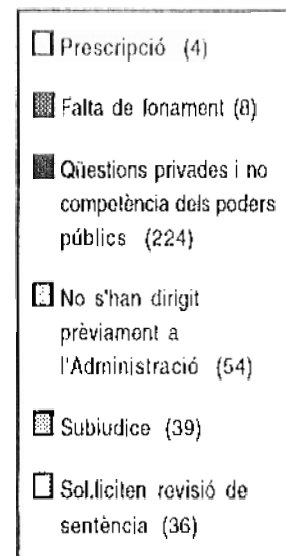 Prescripció (4)
Falta de fonament (8)
Qüestions privades i no
competència dels poders
públics (224)
No s'han dirigit
prèviament a
l'Administració (54)
Subiudice (39)
Sol.liciten revisió de
sentència (36)